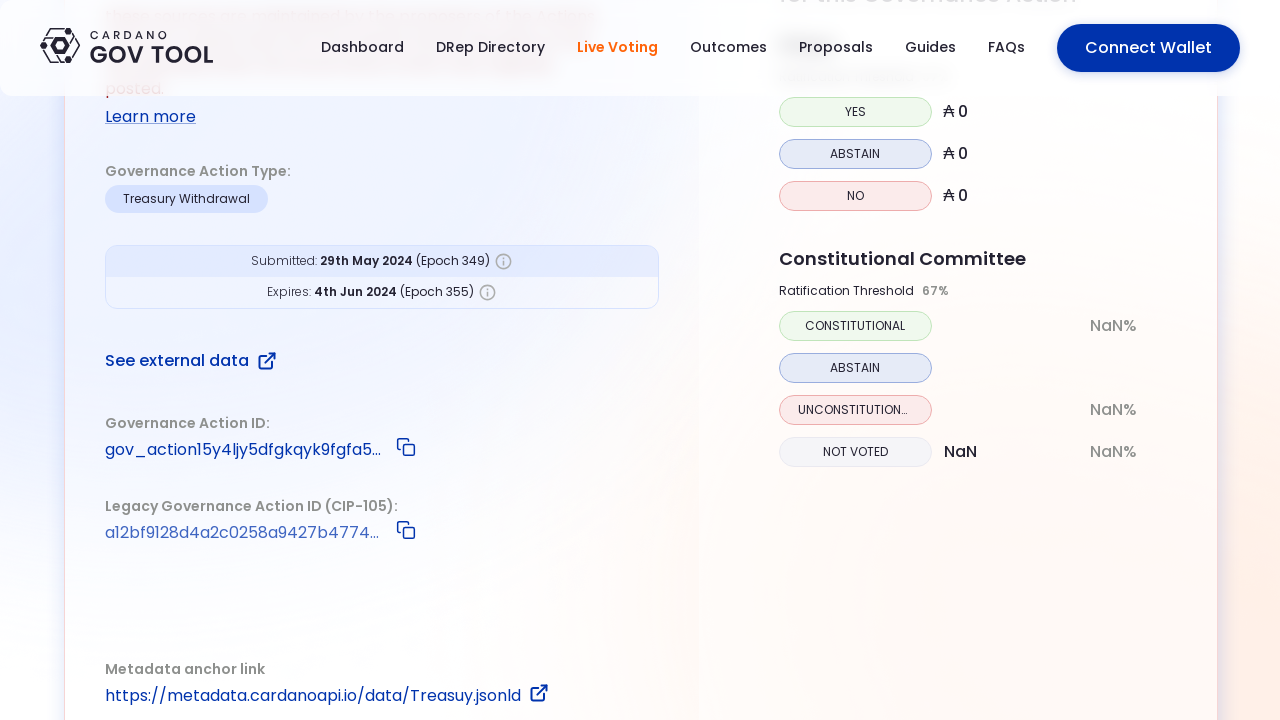 CARDANO
GOV TOOL
Dashboard
DRep Directory
Live Voting
Outcomes
Proposals
Guides
FAQs
Connect Wallet
posted.
Learn more
Governance Action Type:
Treasury Withdrawal
Submitted: 29th May 2024 (Epoch 349)
Expires: 4th Jun 2024 (Epoch 355)
See external data
Governance Action ID:
gov_action15y4ljy5dfgkqyk9fgfa5...
Legacy Governance Action ID (CIP-105):
a12bf9128d4a2c0258a9427b4774...
Metadata anchor link
https://metadata.cardanoapi.io/data/Treasuy.jsonld
for this Governance Action
YES ₳ 0
ABSTAIN ₳ 0
NO ₳ 0
Constitutional Committee
Ratification Threshold 67%
CONSTITUTIONAL NaN%
ABSTAIN
UNCONSTITUTION... NaN%
NOT VOTED NaN NaN%